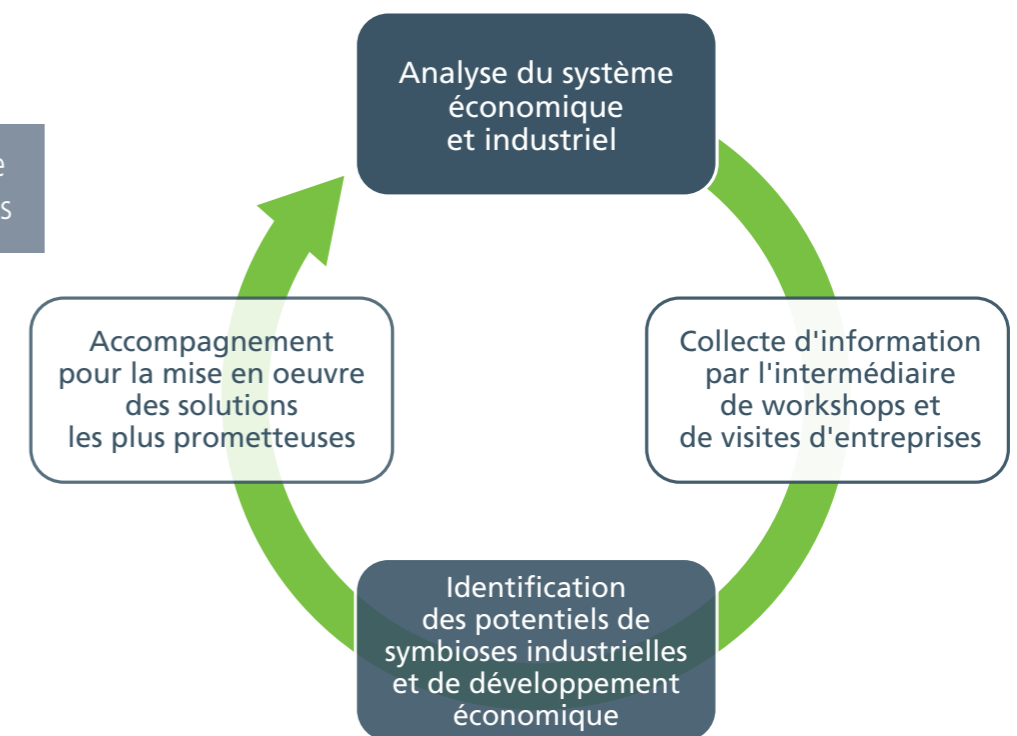 Analyse du système
économique
et industriel
Collecte d'information
par l'intermédiaire
de workshops et
de visites d'entreprises
Identification
des potentiels de
symbioses industrielles
et de développement
économique
Accompagnement
pour la mise en oeuvre
des solutions
les plus prometteuses